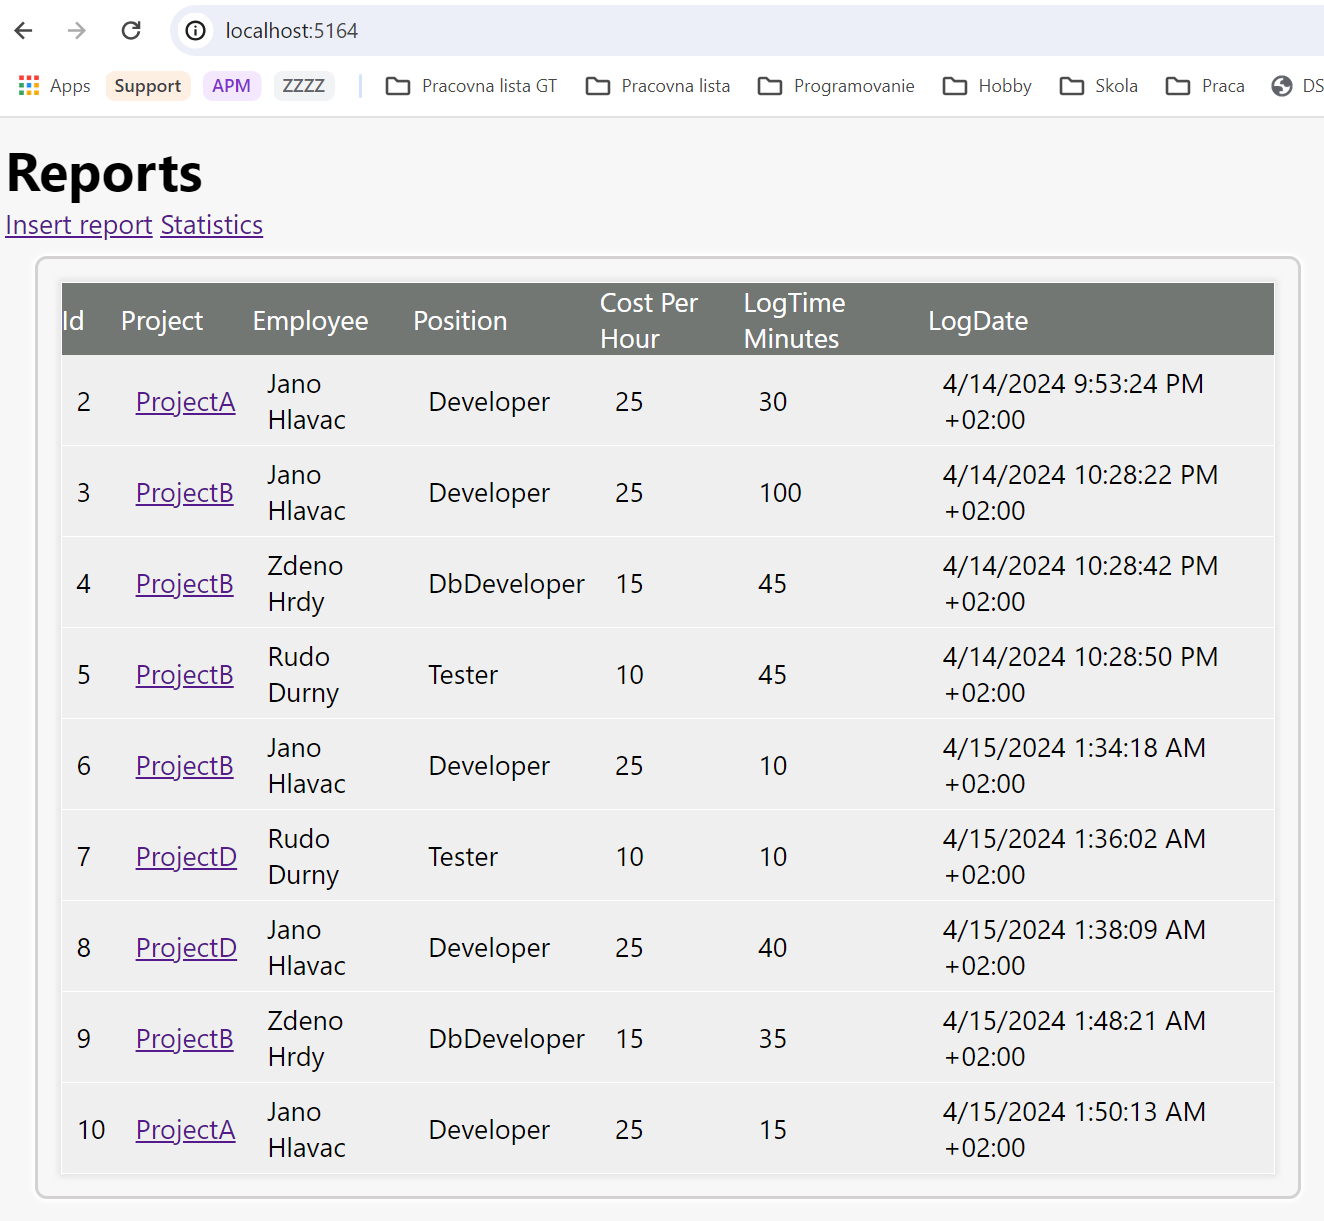 localhost:5164
Apps Support APM ZZZZ Pracovna lista GT Pracovna lista Programovanie Hobby Skola Praca DS
Reports
Insert report Statistics
Id Project Employee Position Cost Per Hour LogTime Minutes LogDate
2 ProjectA Jano Hlavac Developer 25 30 4/14/2024 9:53:24 PM +02:00
3 ProjectB Jano Hlavac Developer 25 100 4/14/2024 10:28:22 PM +02:00
4 ProjectB Zdeno Hrdy DbDeveloper 15 45 4/14/2024 10:28:42 PM +02:00
5 ProjectB Rudo Durny Tester 10 45 4/14/2024 10:28:50 PM +02:00
6 ProjectB Jano Hlavac Developer 25 10 4/15/2024 1:34:18 AM +02:00
7 ProjectD Rudo Durny Tester 10 10 4/15/2024 1:36:02 AM +02:00
8 ProjectD Jano Hlavac Developer 25 40 4/15/2024 1:38:09 AM +02:00
9 ProjectB Zdeno Hrdy DbDeveloper 15 35 4/15/2024 1:48:21 AM +02:00
10 ProjectA Jano Hlavac Developer 25 15 4/15/2024 1:50:13 AM +02:00